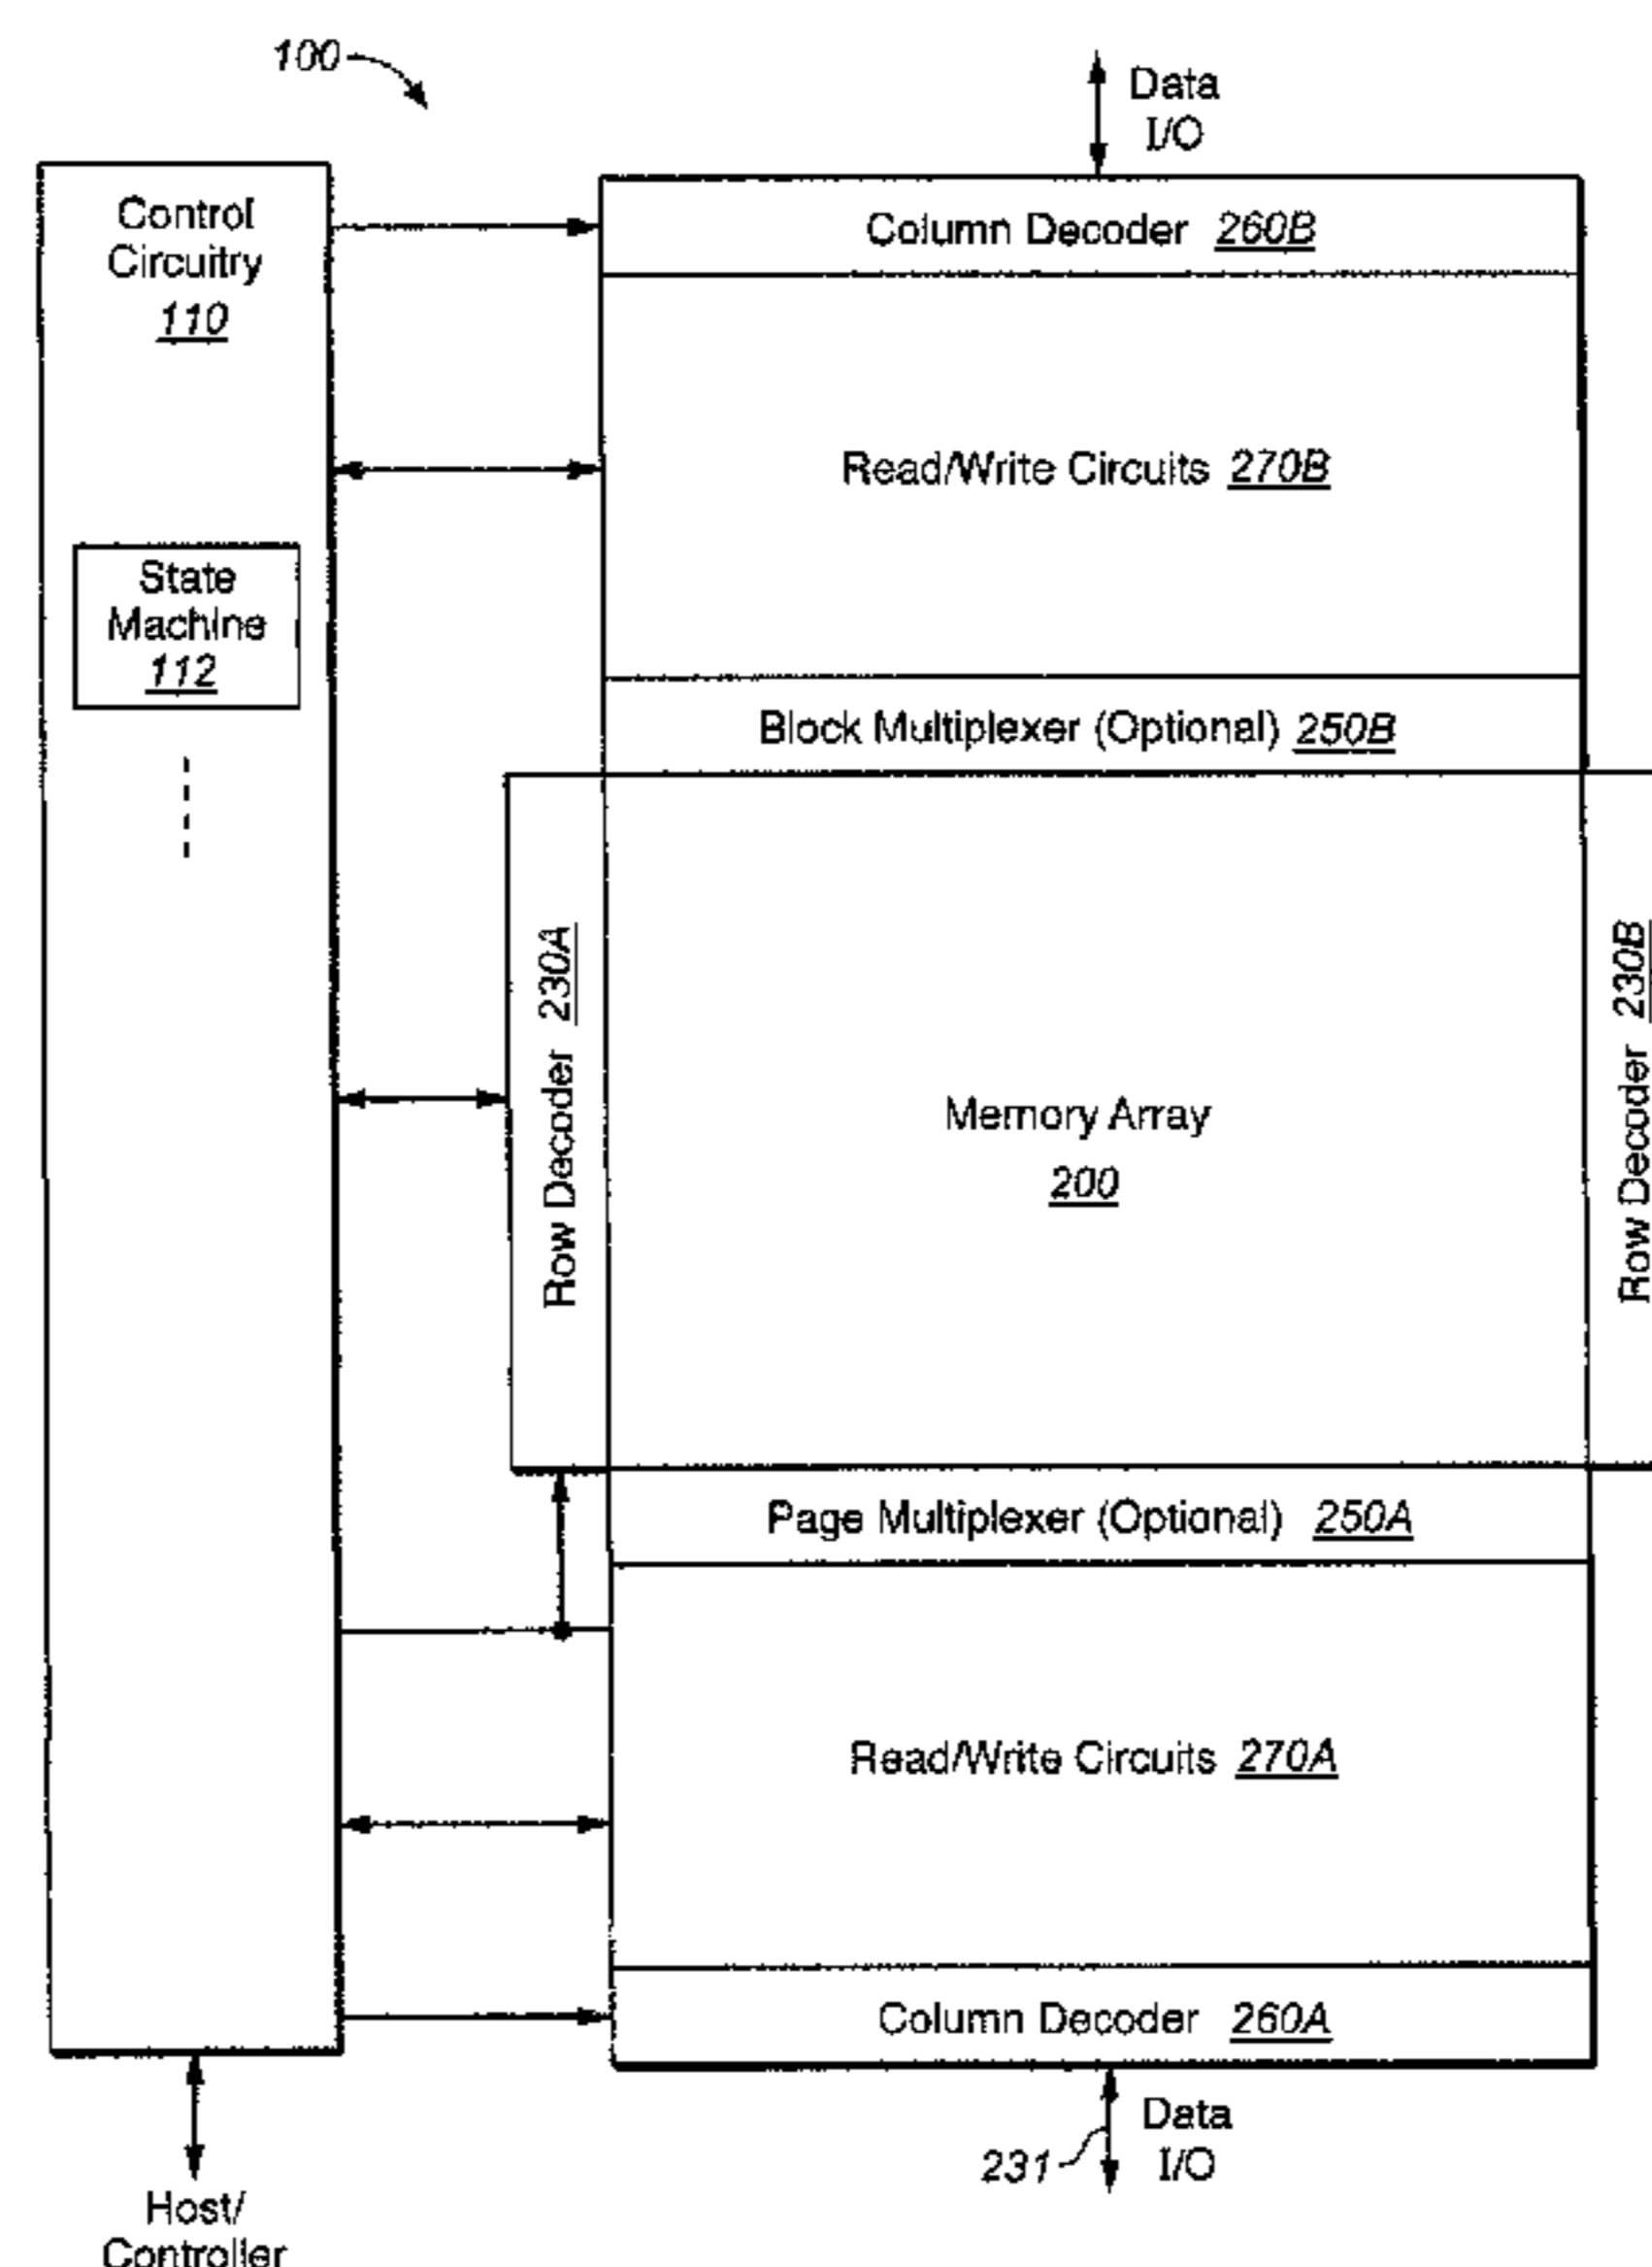 100
Data
I/O
Control
Circuitry
110
Column Decoder 260B
Read/Write Circuits 270B
State
Machine
112
Block Multiplexer (Optional) 250B
Row Decoder 230A
Memory Array
200
Row Decoder 230B
Page Multiplexer (Optional) 250A
Read/Write Circuits 270A
Column Decoder 260A
231
Data
I/O
Host/
Controller